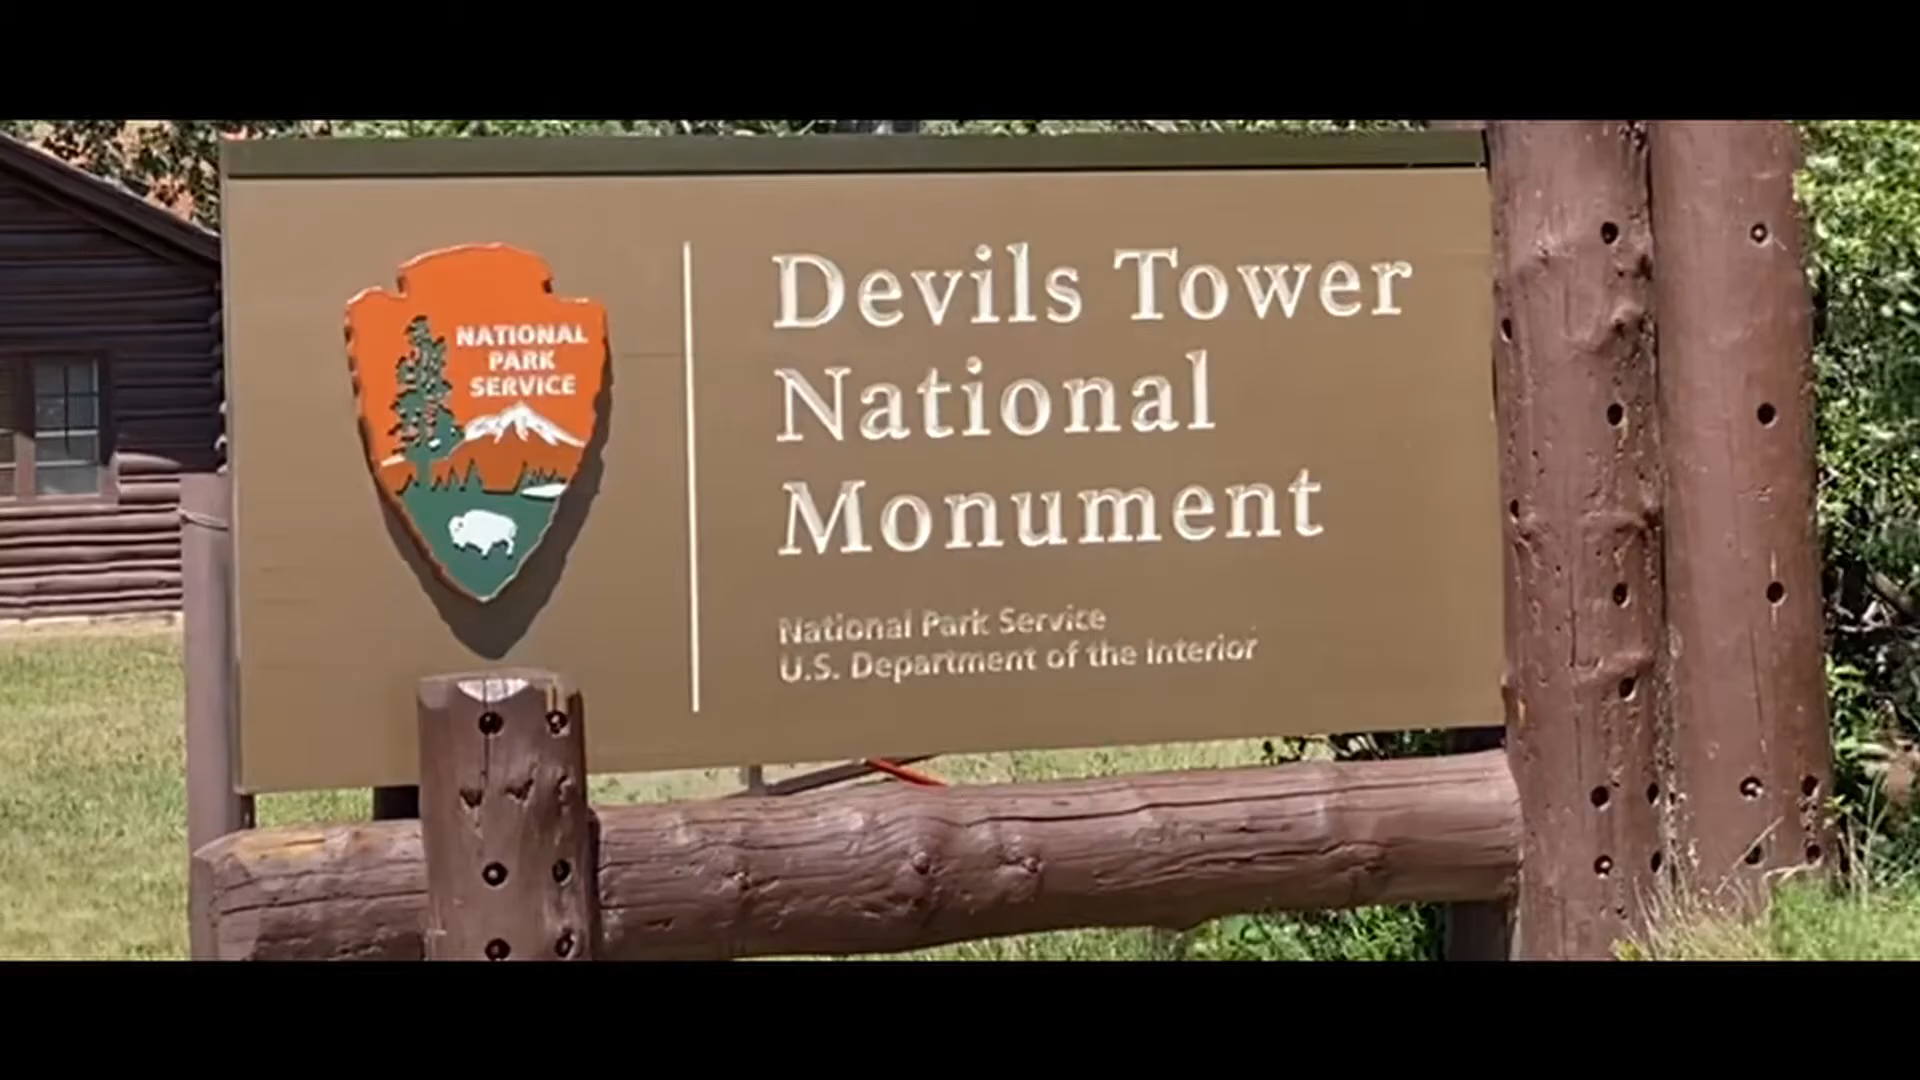 NATIONAL
PARK
SERVICE
Devils Tower
National
Monument
National Park Service
U.S. Department of the Interior